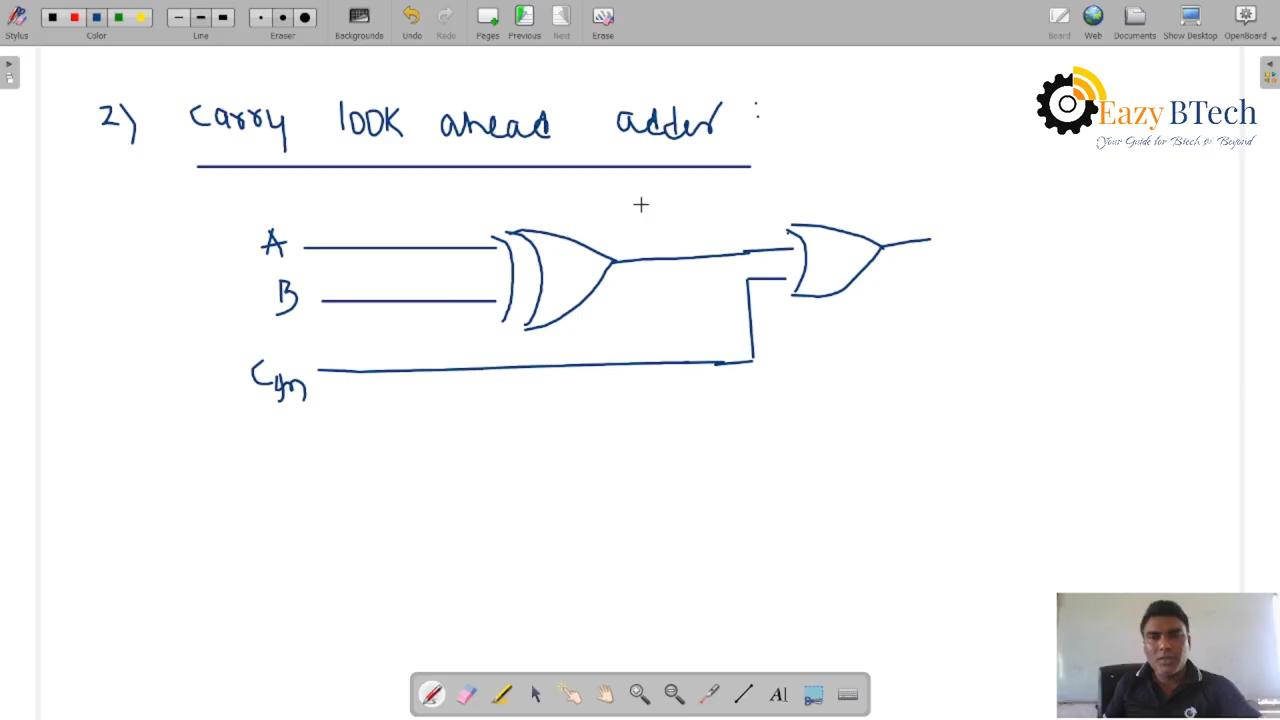 Stylus
Color
Line
Eraser
Backgrounds
Undo
Redo
Pages
Previous
Next
Erase
Board
Web
Documents
Show Desktop
OpenBoard
Eazy BTech
Your Guide for Btech & Beyond
2) Carry look ahead adder :
A
B
Cin
AI